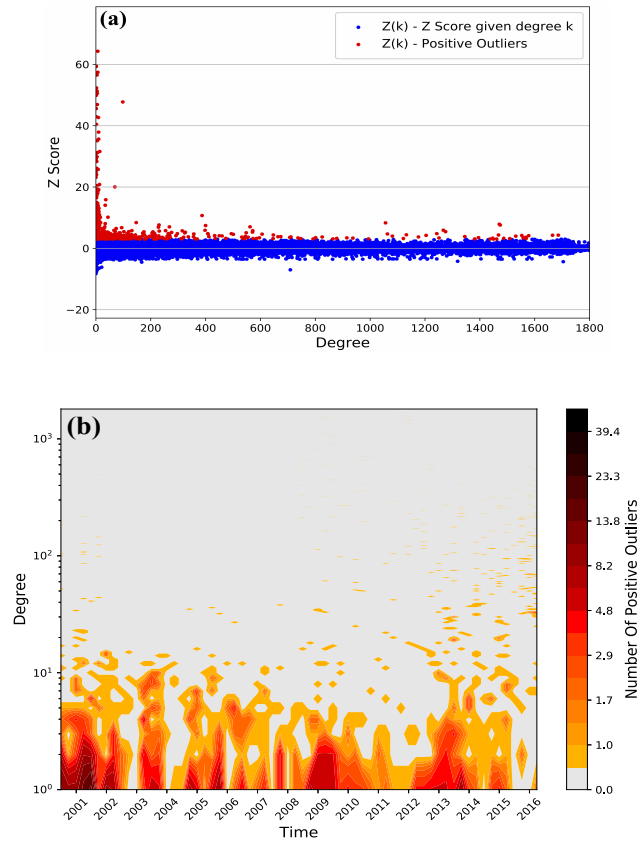 (a)
Z(k) - Z Score given degree k
Z(k) - Positive Outliers
Z Score
60
40
20
0
−20
0 200 400 600 800 1000 1200 1400 1600 1800
Degree
(b)
Degree
10³
10²
10¹
10⁰
2001 2002 2003 2004 2005 2006 2007 2008 2009 2010 2011 2012 2013 2014 2015 2016
Time
39.4
23.3
13.8
8.2
4.8
2.9
1.7
1.0
0.0
Number Of Positive Outliers